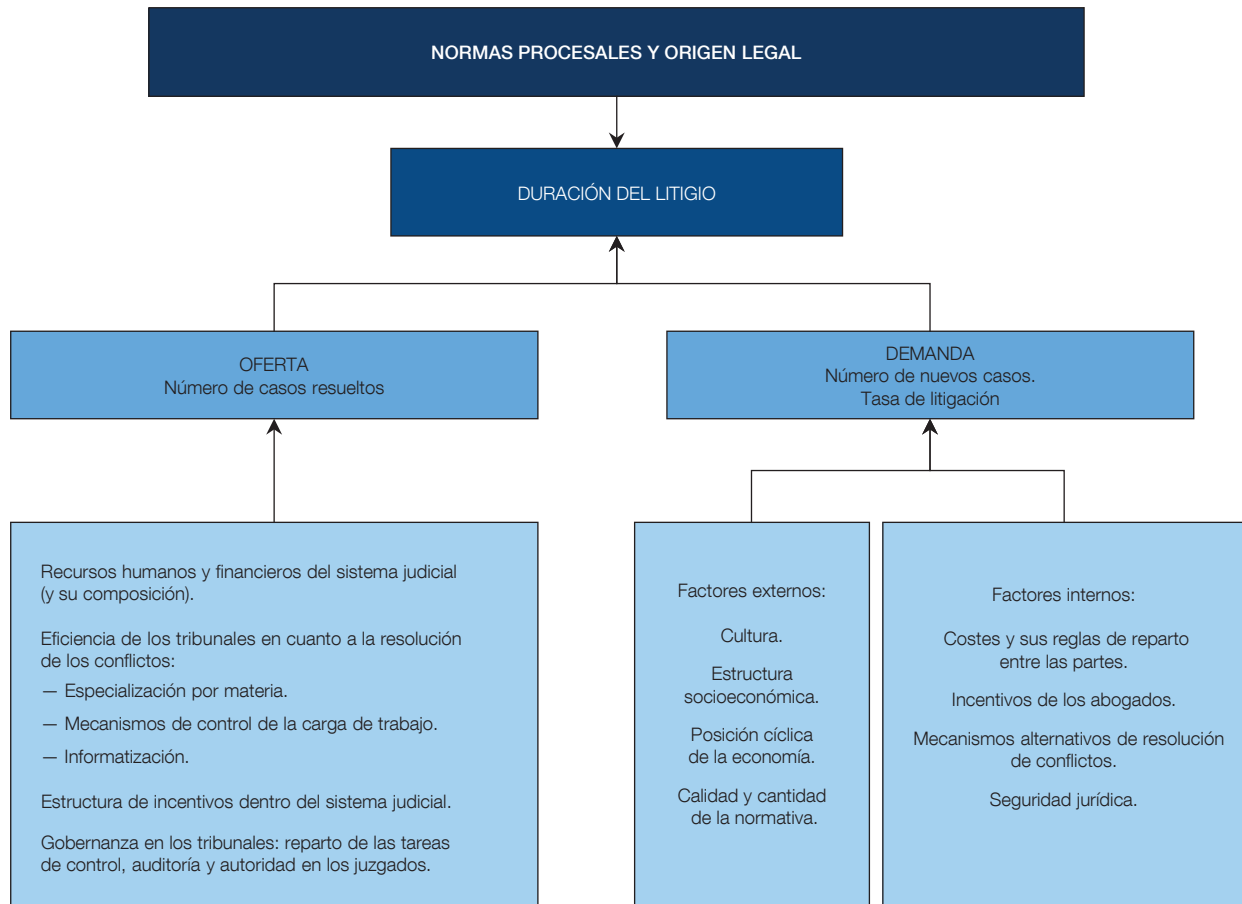 NORMAS PROCESALES Y ORIGEN LEGAL
DURACIÓN DEL LITIGIO
OFERTA
Número de casos resueltos
DEMANDA
Número de nuevos casos.
Tasa de litigación
Recursos humanos y financieros del sistema judicial
(y su composición).
Eficiencia de los tribunales en cuanto a la resolución
de los conflictos:
— Especialización por materia.
— Mecanismos de control de la carga de trabajo.
— Informatización.
Estructura de incentivos dentro del sistema judicial.
Gobernanza en los tribunales: reparto de las tareas
de control, auditoría y autoridad en los juzgados.
Factores externos:
Cultura.
Estructura
socioeconómica.
Posición cíclica
de la economía.
Calidad y cantidad
de la normativa.
Factores internos:
Costes y sus reglas de reparto
entre las partes.
Incentivos de los abogados.
Mecanismos alternativos de resolución
de conflictos.
Seguridad jurídica.